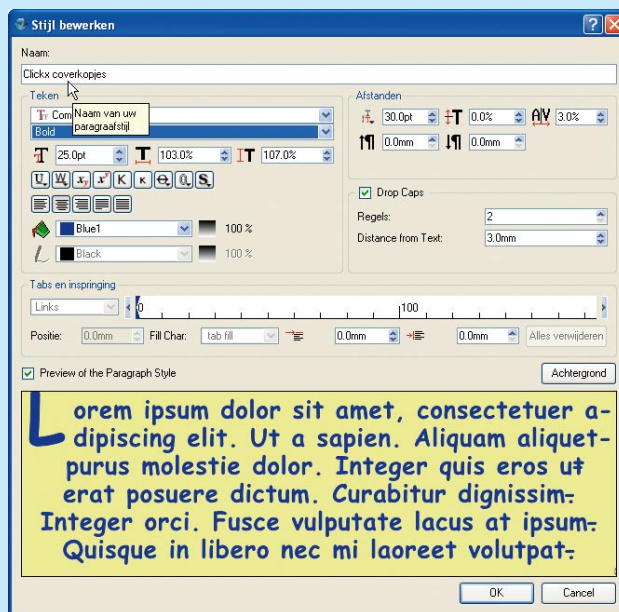 Stijl bewerken
Naam:
Clickx coverkopjes
Teken
Afstanden
Com
Naam van uw
paragraafstijl
Bold
30.0pt 0.0% 3.0%
25.0pt 103.0% 107.0%
0.0mm 0.0mm
Drop Caps
Regels: 2
Distance from Text: 3.0mm
Blue1 100 %
Black 100 %
Tabs en inspringing
Links 0 100
Positie: 0.0mm Fill Char: tab fill 0.0mm 0.0mm Alles verwijderen
Preview of the Paragraph Style
Achtergrond
Lorem ipsum dolor sit amet, consectetuer a-
dipiscing elit. Ut a sapien. Aliquam aliquet-
purus molestie dolor. Integer quis eros ut
erat posuere dictum. Curabitur dignissim-
Integer orci. Fusce vulputate lacus at ipsum-
Quisque in libero nec mi laoreet volutpat-
OK Cancel